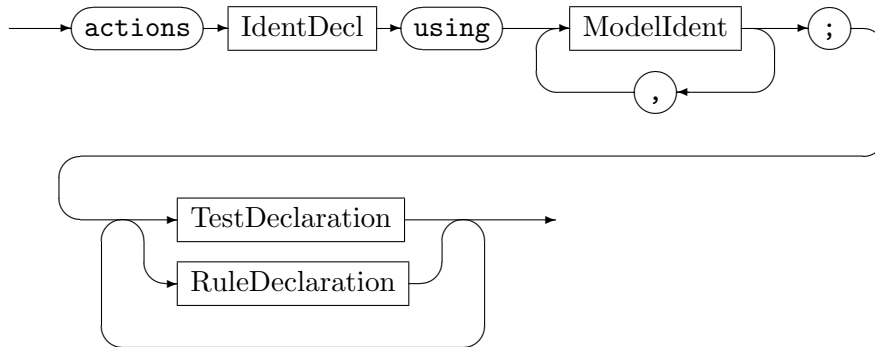 actions IdentDecl using ModelIdent ;
,
TestDeclaration
RuleDeclaration